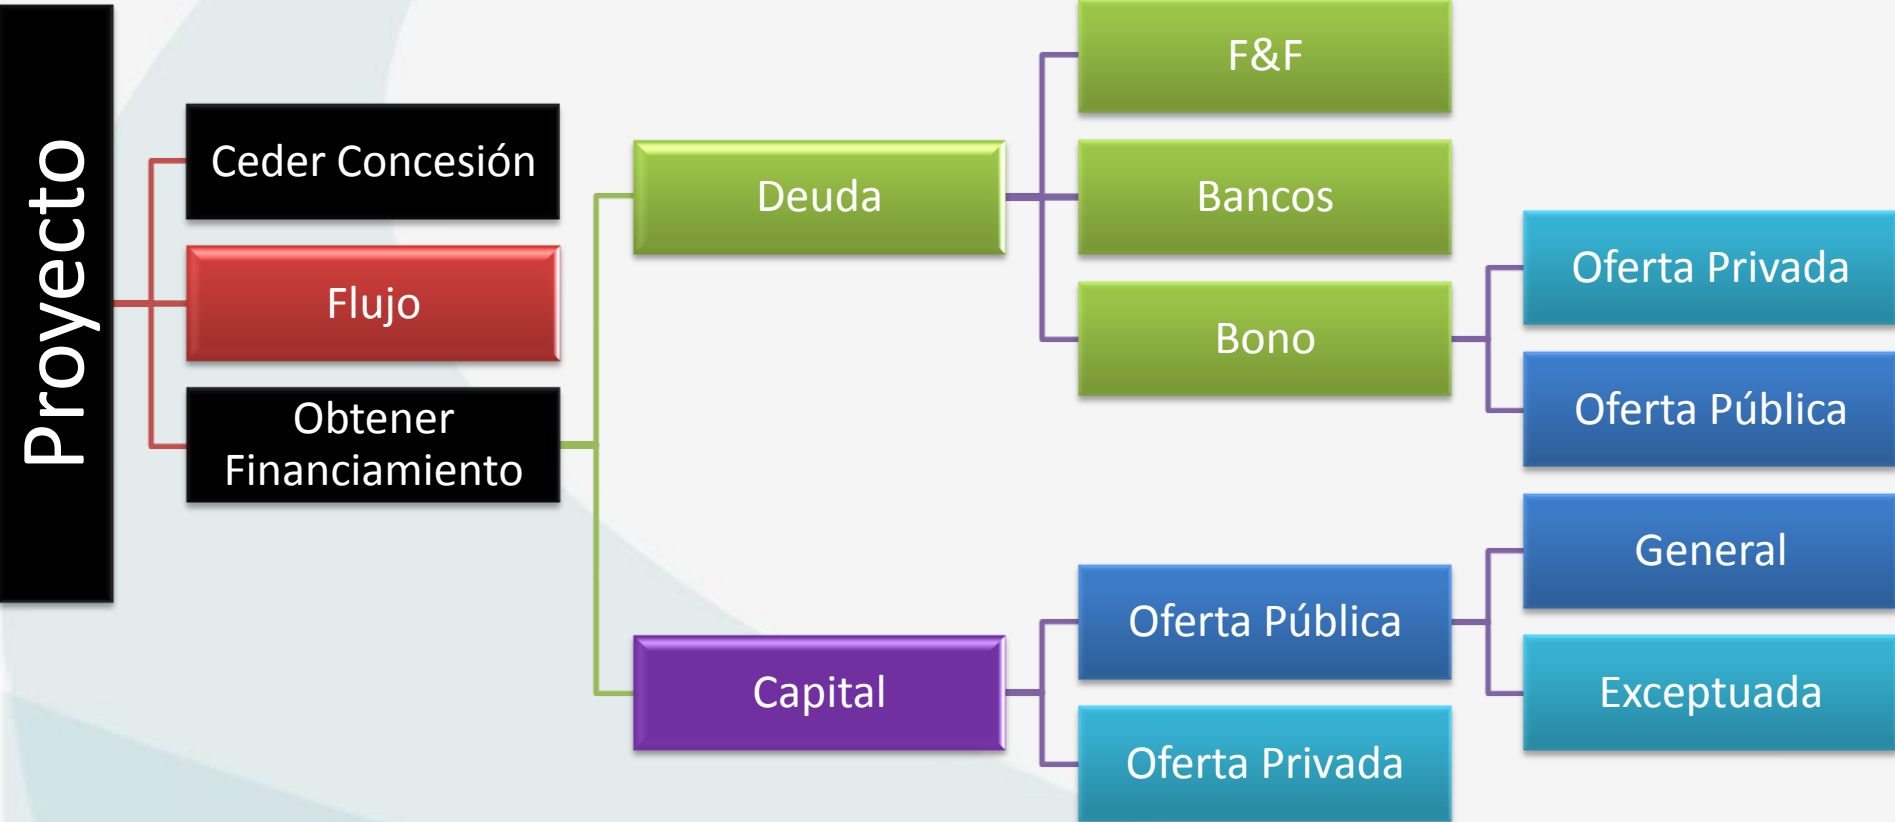 Proyecto
Ceder Concesión
Flujo
Obtener
Financiamiento
Deuda
Capital
F&F
Bancos
Bono
Oferta Pública
Oferta Privada
Oferta Privada
Oferta Pública
General
Exceptuada